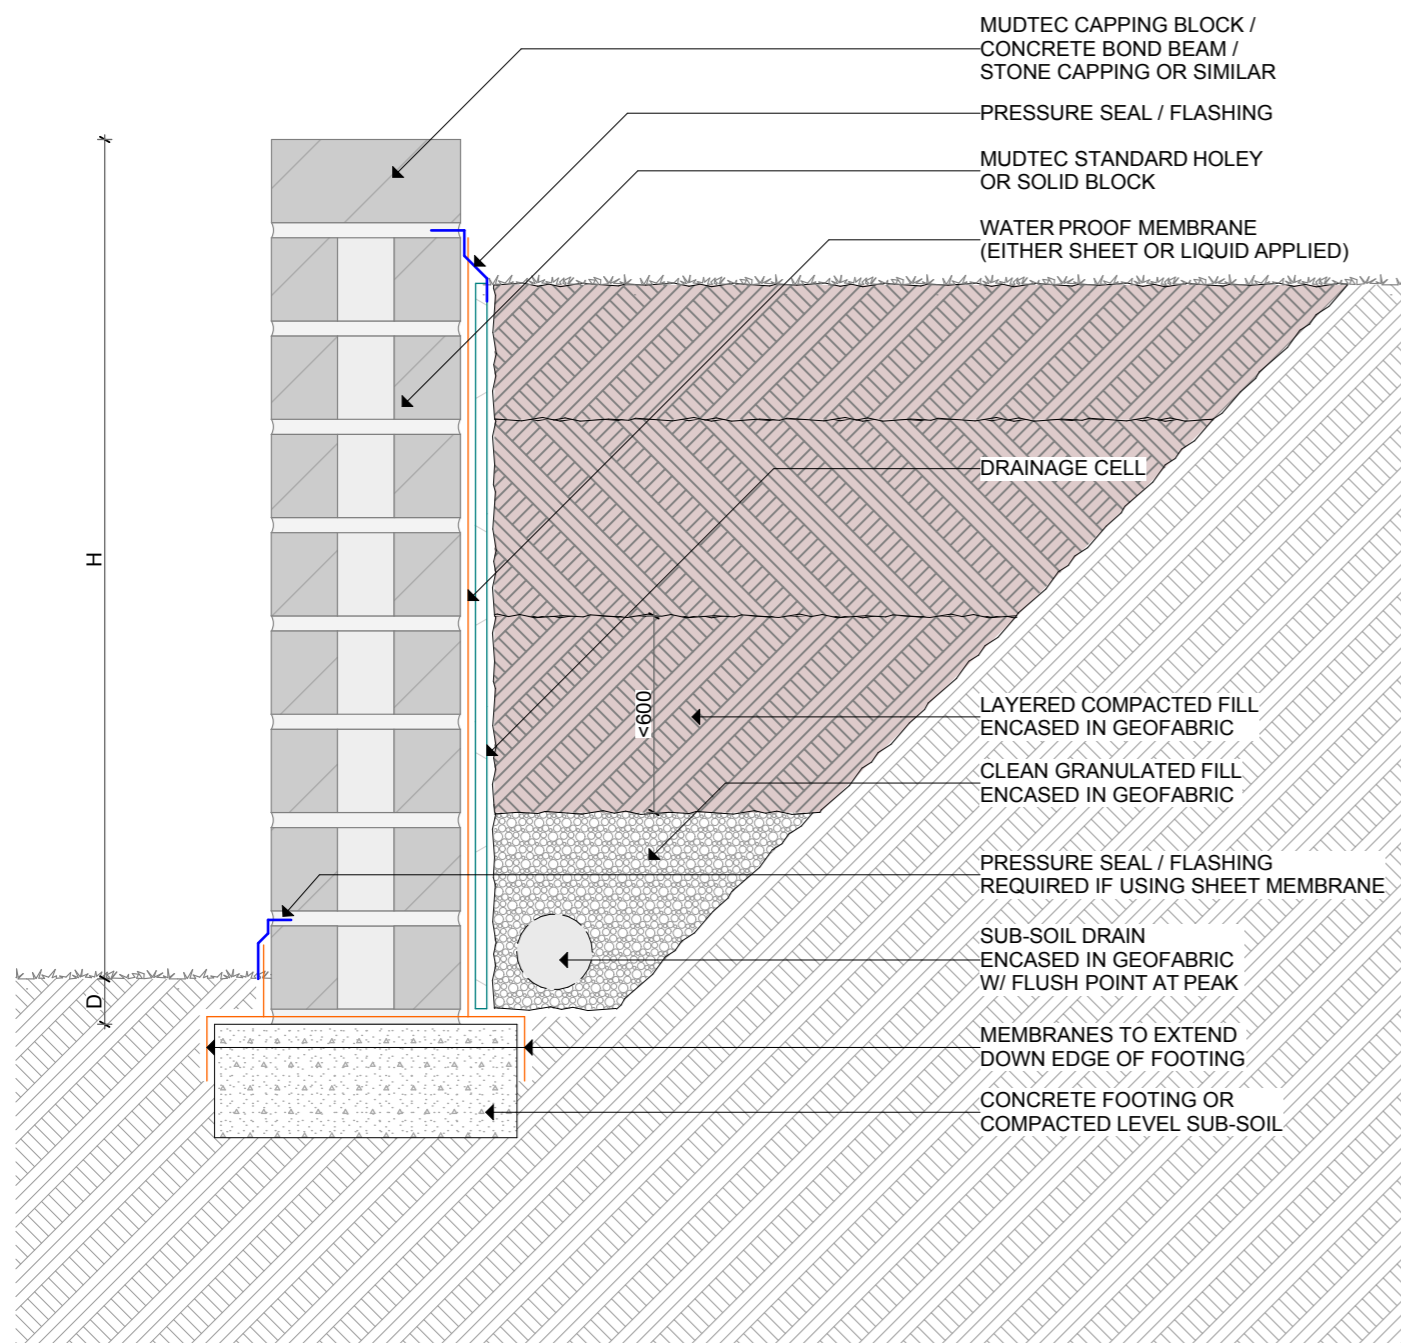 MUDTEC CAPPING BLOCK /
CONCRETE BOND BEAM /
STONE CAPPING OR SIMILAR
PRESSURE SEAL / FLASHING
MUDTEC STANDARD HOLEY
OR SOLID BLOCK
WATER PROOF MEMBRANE
(EITHER SHEET OR LIQUID APPLIED)
DRAINAGE CELL
H
<600
LAYERED COMPACTED FILL
ENCASED IN GEOFABRIC
CLEAN GRANULATED FILL
ENCASED IN GEOFABRIC
PRESSURE SEAL / FLASHING
REQUIRED IF USING SHEET MEMBRANE
SUB-SOIL DRAIN
ENCASED IN GEOFABRIC
W/ FLUSH POINT AT PEAK
D
MEMBRANES TO EXTEND
DOWN EDGE OF FOOTING
CONCRETE FOOTING OR
COMPACTED LEVEL SUB-SOIL